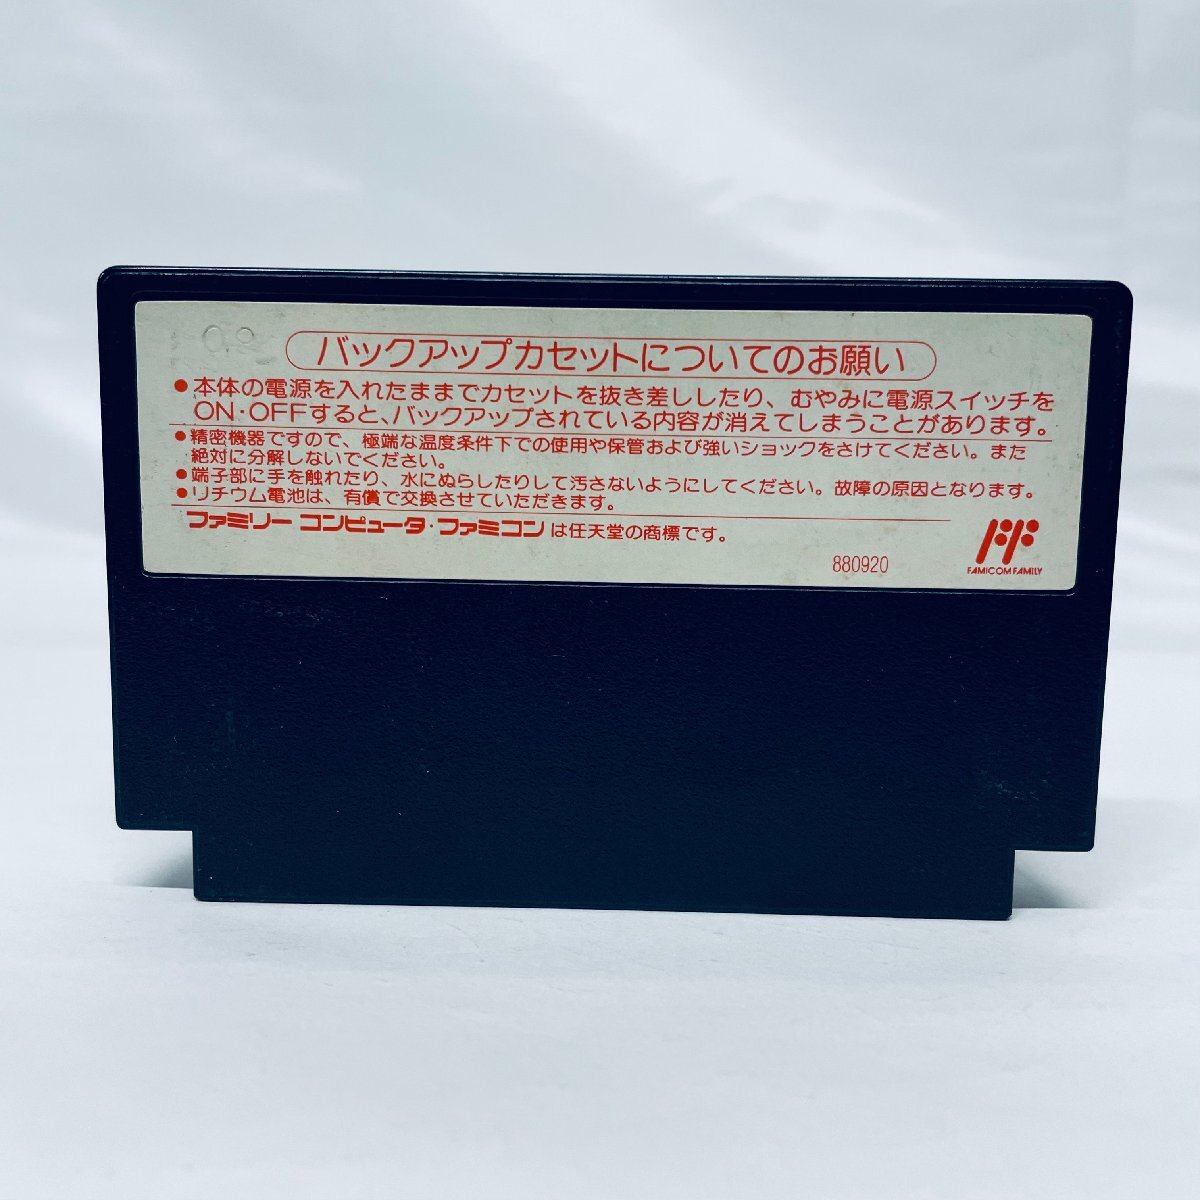 バックアップカセットについてのお願い
●本体の電源を入れたままでカセットを抜き差ししたり、むやみに電源スイッチを
ON・OFFすると、バックアップされている内容が消えてしまうことがあります。
●精密機器ですので、極端な温度条件下での使用や保管および強いショックをさけてください。また
絶対に分解しないでください。
●端子部に手を触れたり、水にぬらしたりして汚さないようにしてください。故障の原因となります。
●リチウム電池は、有償で交換させていただきます。
ファミリーコンピュータ・ファミコンは任天堂の商標です。
880920
FAMICOM FAMILY